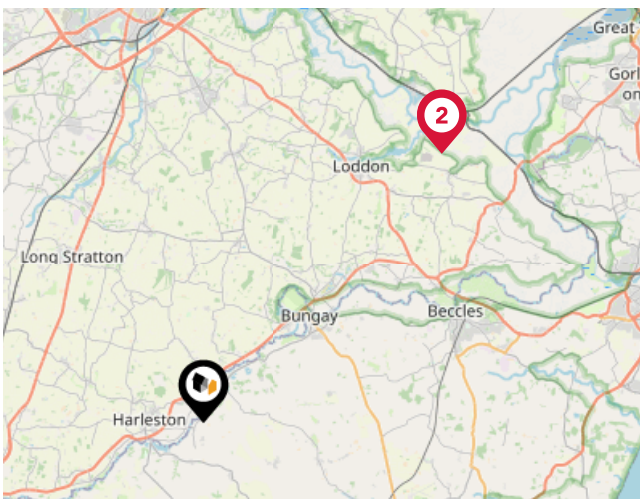 Great
Gorl
on
2
Loddon
Long Stratton
Bungay
Beccles
Harleston